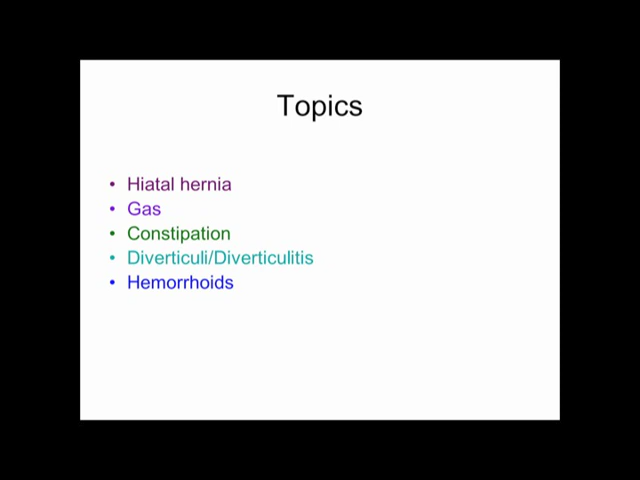 Topics
• Hiatal hernia
• Gas
• Constipation
• Diverticuli/Diverticulitis
• Hemorrhoids